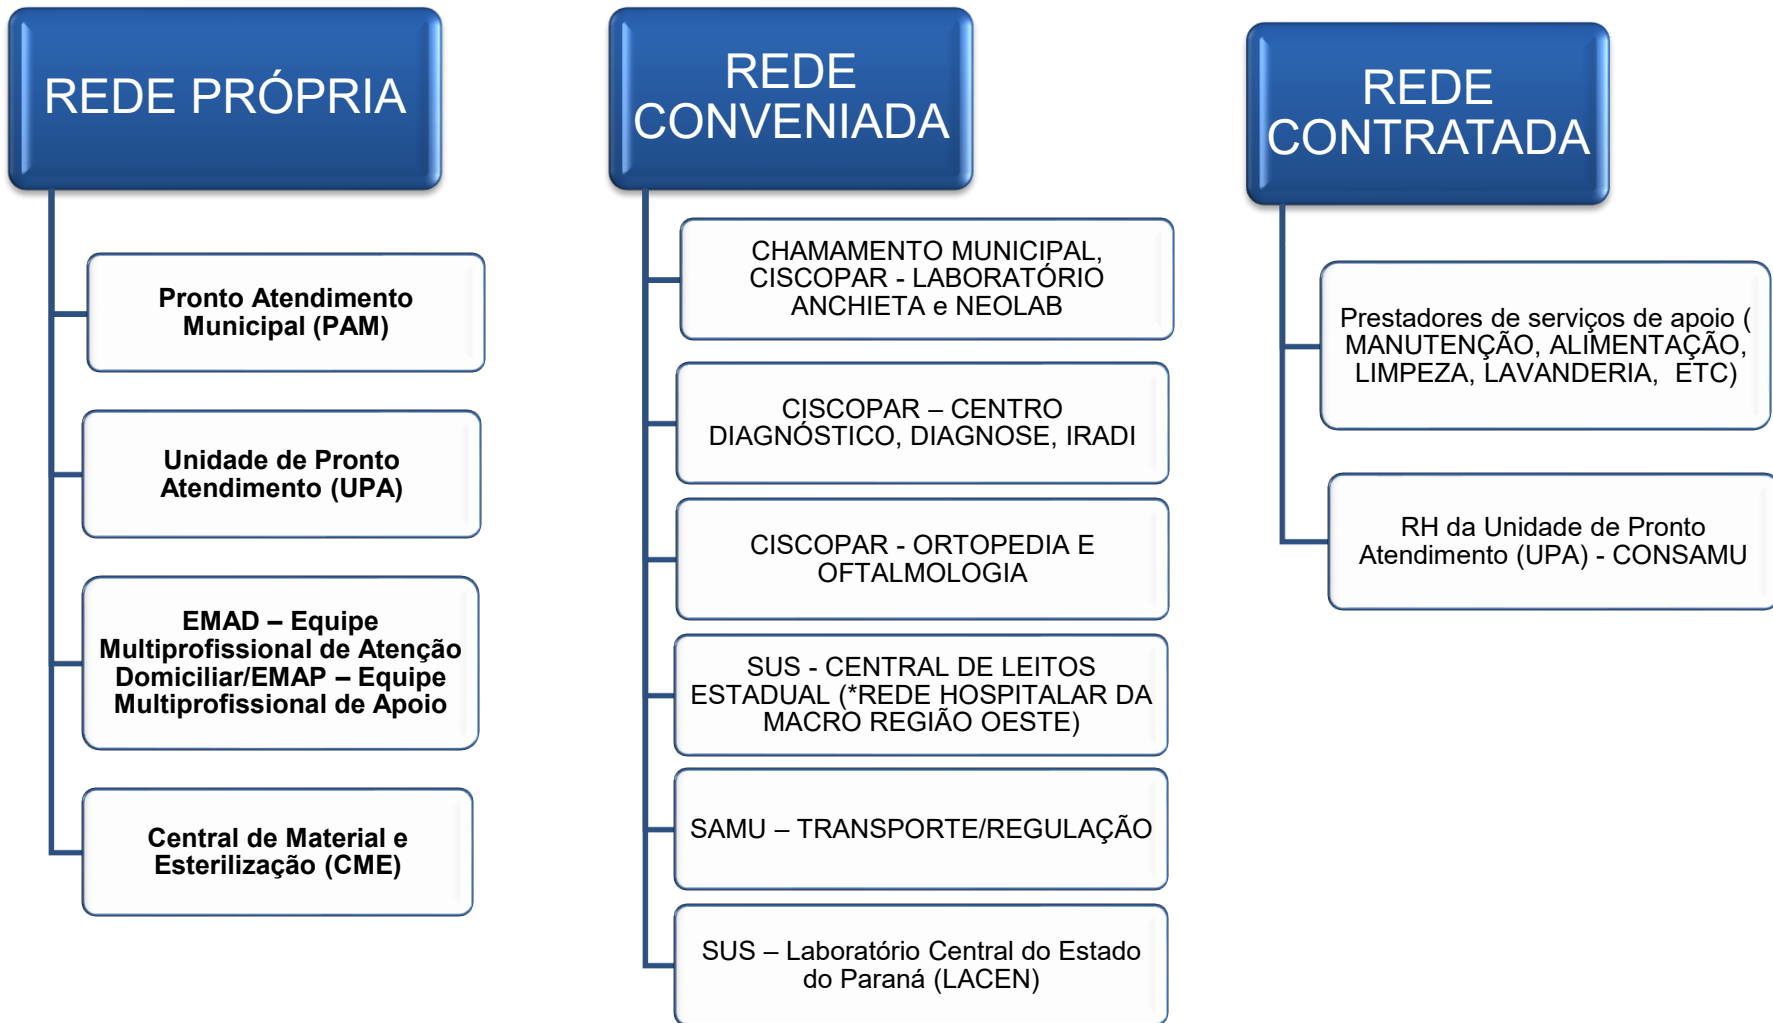 REDE PRÓPRIA
Pronto Atendimento
Municipal (PAM)
Unidade de Pronto
Atendimento (UPA)
EMAD – Equipe
Multiprofissional de Atenção
Domiciliar/EMAP – Equipe
Multiprofissional de Apoio
Central de Material e
Esterilização (CME)
REDE
CONVENIADA
CHAMAMENTO MUNICIPAL,
CISCOPAR - LABORATÓRIO
ANCHIETA e NEOLAB
CISCOPAR – CENTRO
DIAGNÓSTICO, DIAGNOSE, IRADI
CISCOPAR - ORTOPEDIA E
OFTALMOLOGIA
SUS - CENTRAL DE LEITOS
ESTADUAL (*REDE HOSPITALAR DA
MACRO REGIÃO OESTE)
SAMU – TRANSPORTE/REGULAÇÃO
SUS – Laboratório Central do Estado
do Paraná (LACEN)
REDE
CONTRATADA
Prestadores de serviços de apoio (
MANUTENÇÃO, ALIMENTAÇÃO,
LIMPEZA, LAVANDERIA, ETC)
RH da Unidade de Pronto
Atendimento (UPA) - CONSAMU